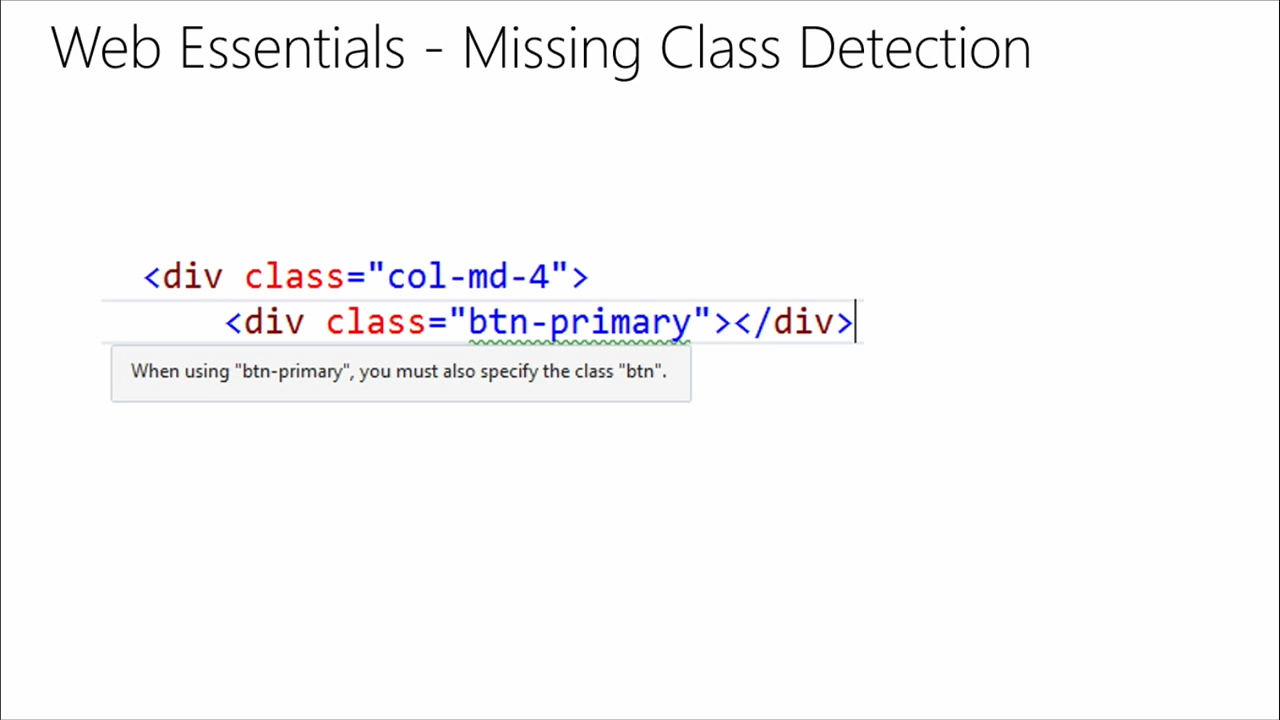 Web Essentials - Missing Class Detection
<div class="col-md-4">
<div class="btn-primary"></div>
When using "btn-primary", you must also specify the class "btn".